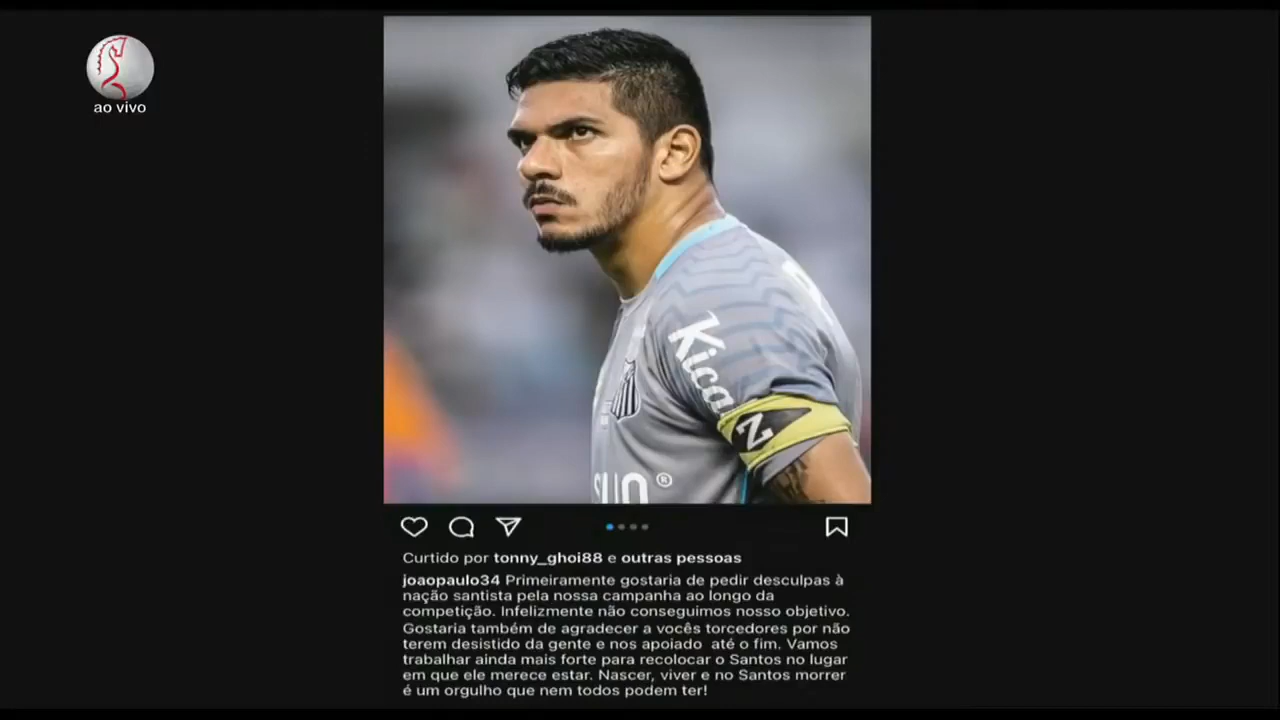 ao vivo
Kica
Z
SUO®
Curtido por tonny_ghoi88 e outras pessoas
joaopaulo34 Primeiramente gostaria de pedir desculpas à
nação santista pela nossa campanha ao longo da
competição. Infelizmente não conseguimos nosso objetivo.
Gostaria também de agradecer a vocês torcedores por não
terem desistido da gente e nos apoiado até o fim. Vamos
trabalhar ainda mais forte para recolocar o Santos no lugar
em que ele merece estar. Nascer, viver e no Santos morrer
é um orgulho que nem todos podem ter!